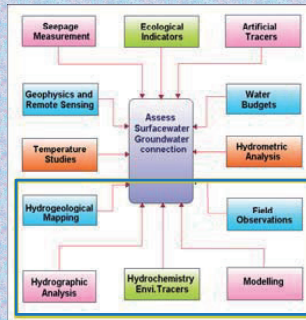 Seepage
Measurement
Ecological
Indicators
Artificial
Tracers
Geophysics and
Remote Sensing
Water
Budgets
Assess
Surfacewater
Groundwater
connection
Temperature
Studies
Hydrometric
Analysis
Hydrogeological
Mapping
Field
Observations
Hydrographic
Analysis
Hydrochemistry
Envi.Tracers
Modelling